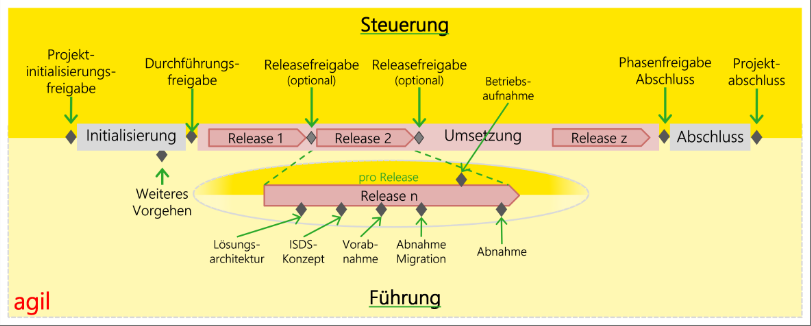 Steuerung
Projekt-
initialisierungs-
freigabe
Durchführungs-
freigabe
Releasefreigabe
(optional)
Releasefreigabe
(optional)
Betriebs-
aufnahme
Phasenfreigabe
Abschluss
Projekt-
abschluss
Initialisierung
Release 1
Release 2
Umsetzung
Release z
Abschluss
Weiteres
Vorgehen
pro Release
Release n
Lösungs-
architektur
ISDS-
Konzept
Vorab-
nahme
Abnahme
Migration
Abnahme
agil
Führung